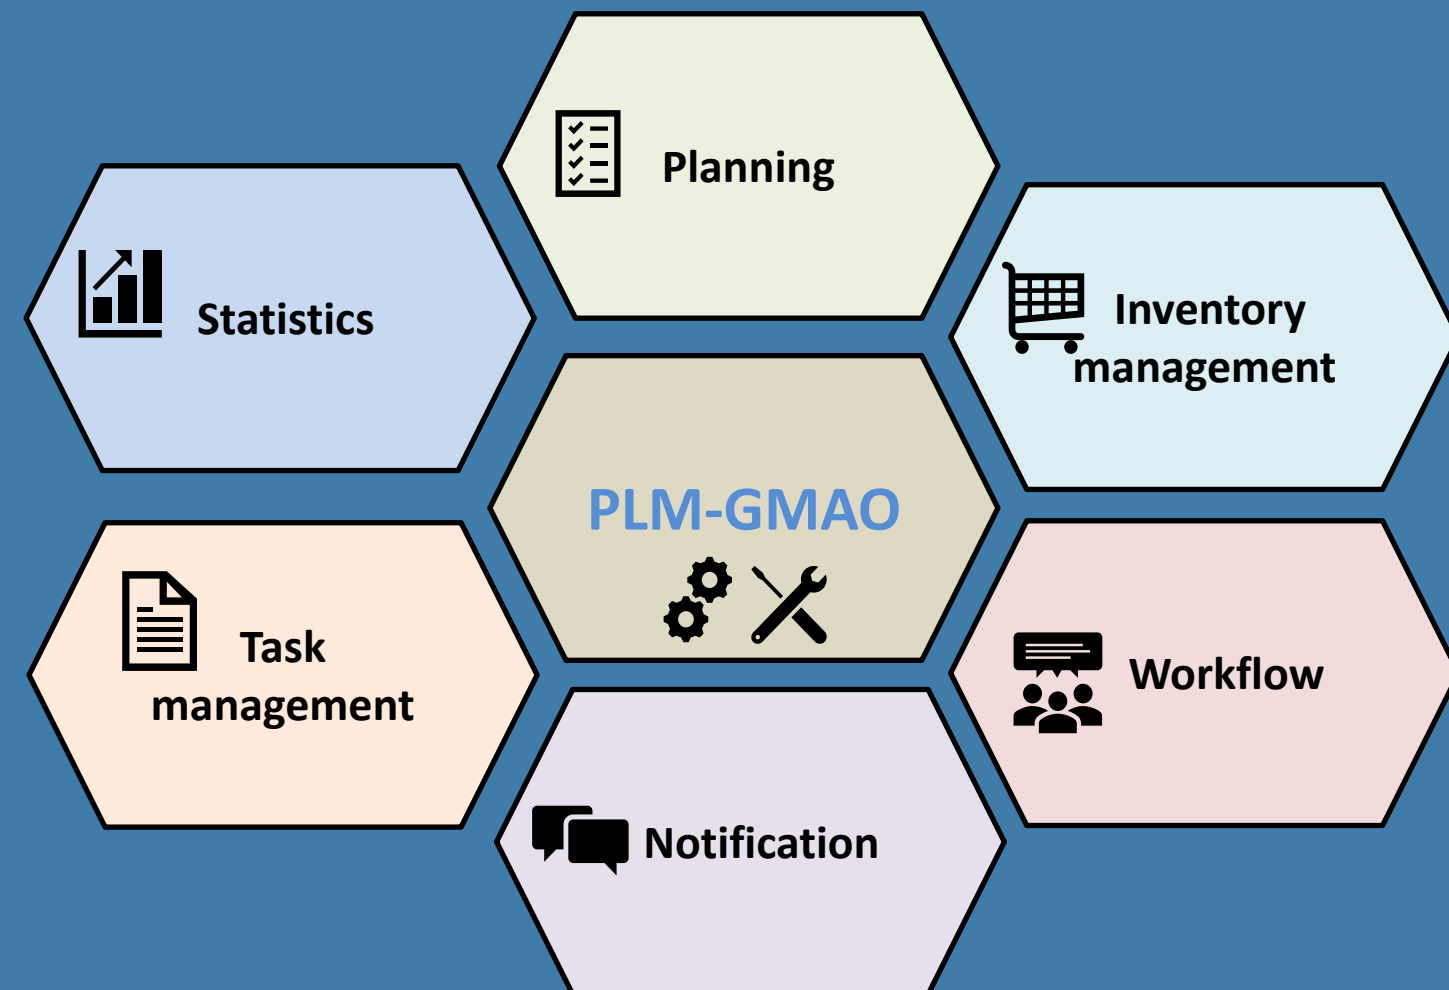 Planning
Statistics
Inventory
management
PLM-GMAO
Task
management
Workflow
Notification